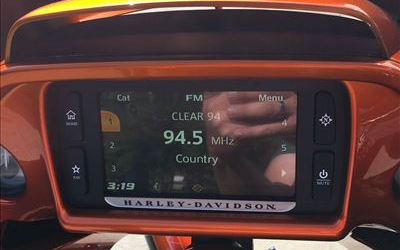 Cat FM Menu
CLEAR 94
1 4
94.5 MHz
2 5
Country
3
3:19
HARLEY-DAVIDSON
HOME
FAV
MUTE